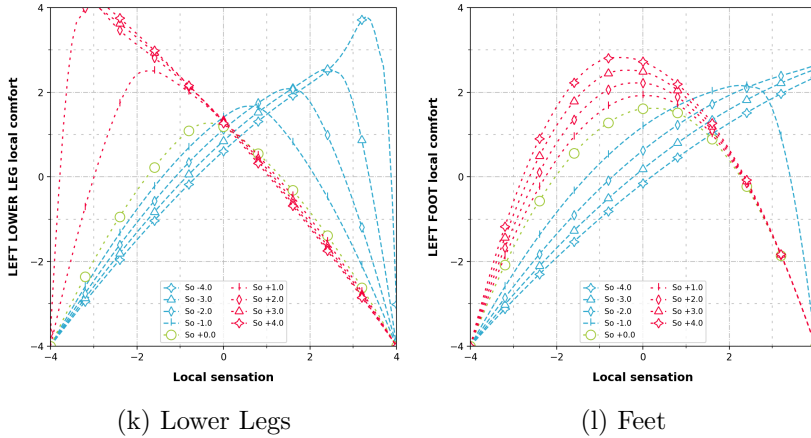 LEFT LOWER LEG local comfort
4
2
0
−2
−4
So -4.0
So -3.0
So -2.0
So -1.0
So +0.0
So +1.0
So +2.0
So +3.0
So +4.0
−4
−2
0
2
4
Local sensation
(k) Lower Legs
LEFT FOOT local comfort
4
2
0
−2
−4
So -4.0
So -3.0
So -2.0
So -1.0
So +0.0
So +1.0
So +2.0
So +3.0
So +4.0
−4
−2
0
2
Local sensation
(l) Feet